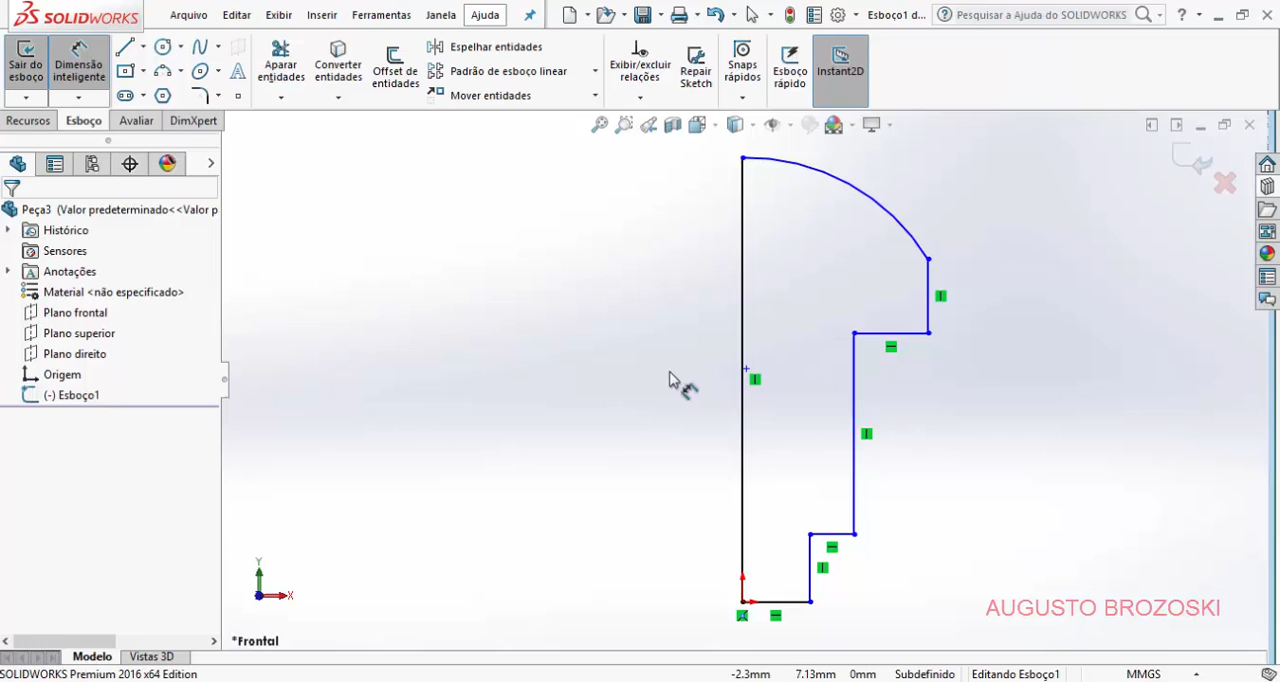 SOLIDWORKS
Arquivo Editar Exibir Inserir Ferramentas Janela Ajuda
Esboço1 d...
Pesquisar a Ajuda do SOLIDWORKS
Sair do esboço
Dimensão inteligente
Aparar entidades
Converter entidades
Offset de entidades
Espelhar entidades
Padrão de esboço linear
Mover entidades
Exibir/excluir relações
Repair Sketch
Snaps rápidos
Esboço rápido
Instant2D
Recursos Esboço Avaliar DimXpert
Peça3 (Valor predeterminado<<Valor p
Histórico
Sensores
Anotações
Material <não especificado>
Plano frontal
Plano superior
Plano direito
Origem
(-) Esboço1
Y
X
AUGUSTO BROZOSKI
*Frontal
Modelo Vistas 3D
SOLIDWORKS Premium 2016 x64 Edition
-2.3mm 7.13mm 0mm Subdefinido Editando Esboço1 MMGS